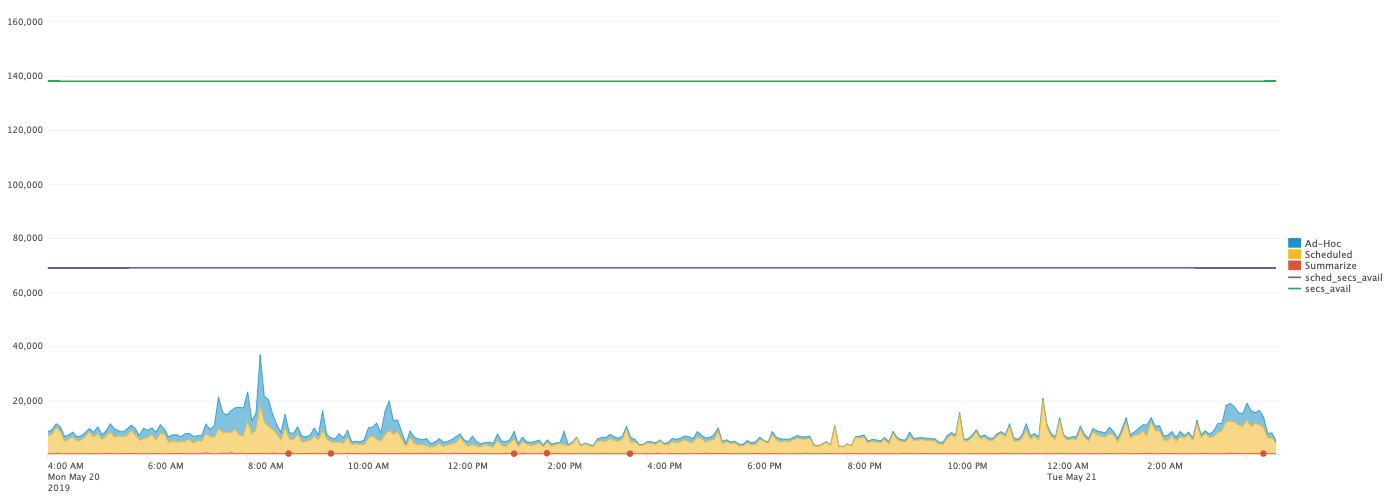 160,000
140,000
120,000
100,000
80,000
60,000
40,000
20,000
4:00 AM
Mon May 20
2019
6:00 AM
8:00 AM
10:00 AM
12:00 PM
2:00 PM
4:00 PM
6:00 PM
8:00 PM
10:00 PM
12:00 AM
Tue May 21
2:00 AM
Ad-Hoc
Scheduled
Summarize
sched_secs_avail
secs_avail